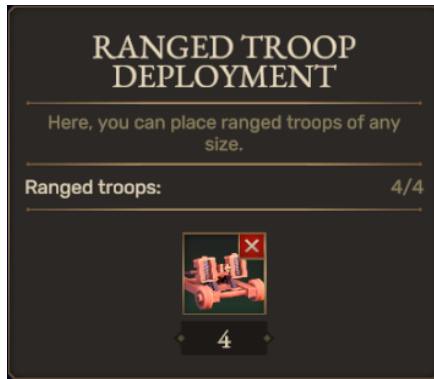 RANGED TROOP
DEPLOYMENT
Here, you can place ranged troops of any
size.
Ranged troops: 4/4
4